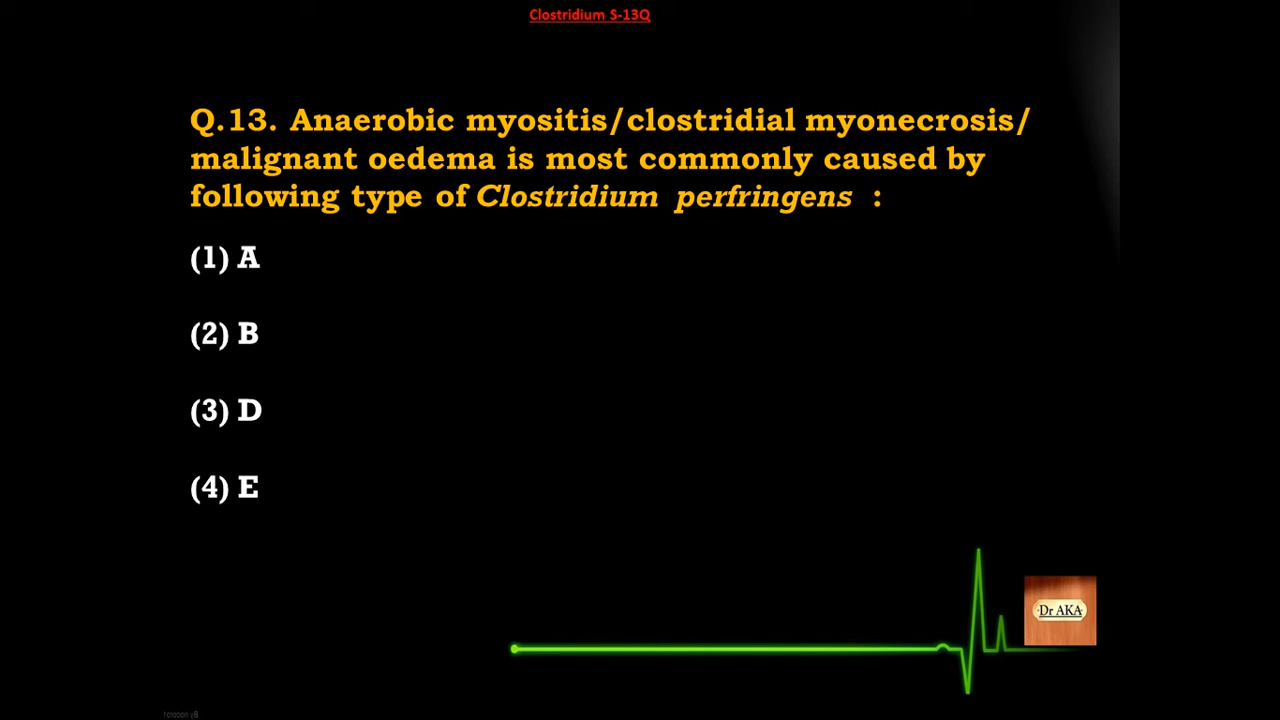 Clostridium S-13Q
Q.13. Anaerobic myositis/clostridial myonecrosis/
malignant oedema is most commonly caused by
following type of Clostridium perfringens :
(1) A
(2) B
(3) D
(4) E
Dr AKA